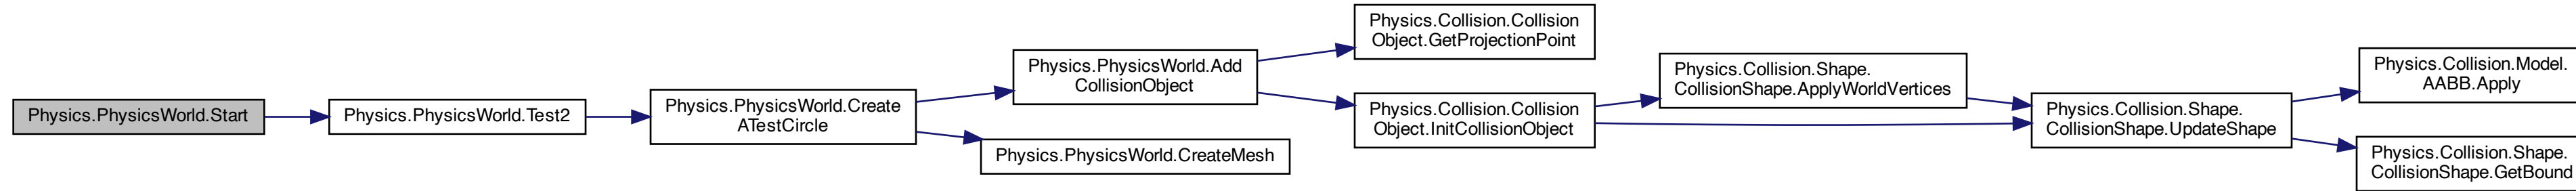 Physics.PhysicsWorld.Start
Physics.PhysicsWorld.Test2
Physics.PhysicsWorld.Create
ATestCircle
Physics.PhysicsWorld.Add
CollisionObject
Physics.PhysicsWorld.CreateMesh
Physics.Collision.Collision
Object.GetProjectionPoint
Physics.Collision.Collision
Object.InitCollisionObject
Physics.Collision.Shape.
CollisionShape.ApplyWorldVertices
Physics.Collision.Shape.
CollisionShape.UpdateShape
Physics.Collision.Model.
AABB.Apply
Physics.Collision.Shape.
CollisionShape.GetBound